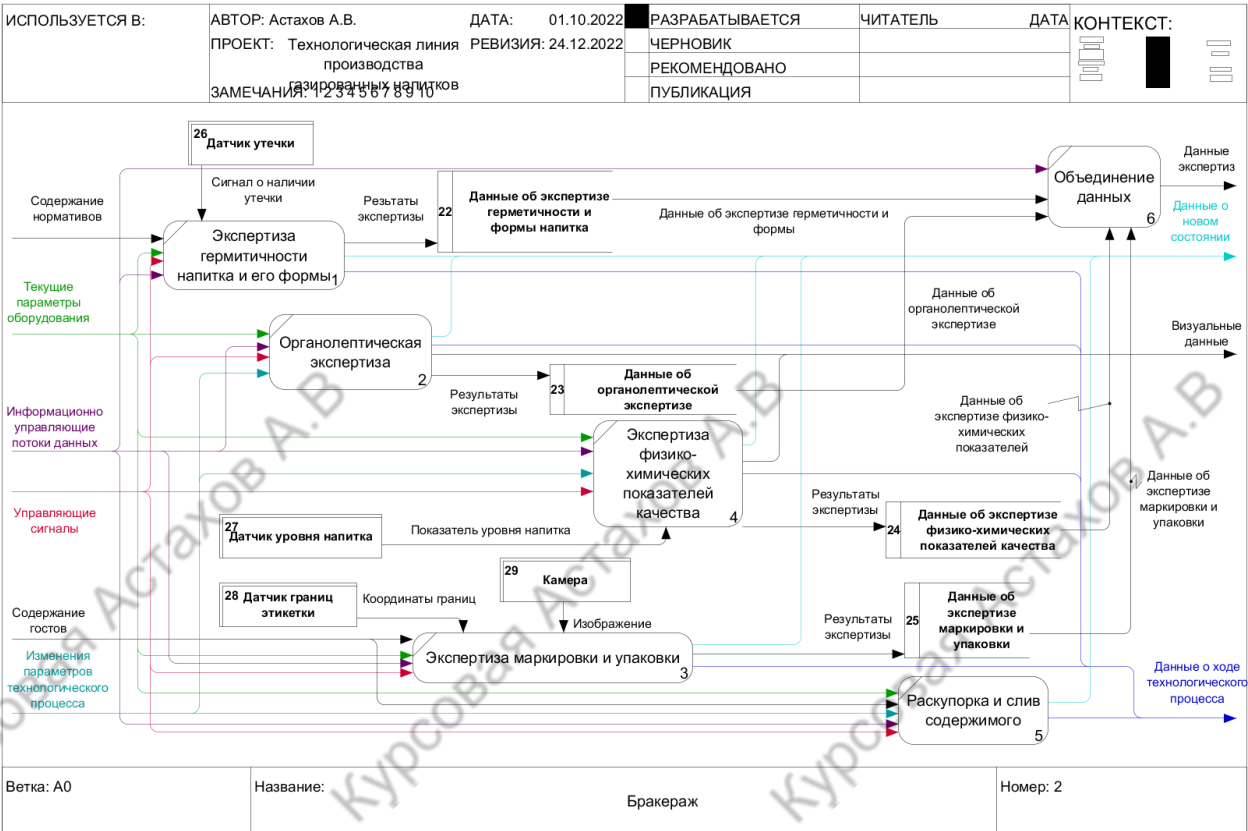 ИСПОЛЬЗУЕТСЯ В:
АВТОР: Астахов А.В.
ДАТА: 01.10.2022
РАЗРАБАТЫВАЕТСЯ
ЧИТАТЕЛЬ
ДАТА
КОНТЕКСТ:
ПРОЕКТ: Технологическая линия
производства
газированных напитков
РЕВИЗИЯ: 24.12.2022
ЧЕРНОВИК
РЕКОМЕНДОВАНО
ЗАМЕЧАНИЯ: 1 2 3 4 5 6 7 8 9 10
ПУБЛИКАЦИЯ
26
Датчик утечки
Сигнал о наличии
утечки
Содержание
нормативов
Экспертиза
гермитичности
напитка и его формы
1
Резьтаты
экспертизы
22
Данные об экспертизе
герметичности и
формы напитка
Данные об экспертизе герметичности и
формы
Объединение
данных
6
Данные
экспертиз
Данные о
новом
состоянии
Текущие
параметры
оборудования
Органолептическая
экспертиза
2
Данные об
органолептической
экспертизе
Визуальные
данные
Результаты
экспертизы
23
Данные об
органолептической
экспертизе
Информационно
управляющие
потоки данных
Экспертиза
физико-
химических
показателей
качества
4
Данные об
экспертизе физико-
химических
показателей
Данные об
экспертизе
маркировки и
упаковки
Управляющие
сигналы
27
Датчик уровня напитка
Показатель уровня напитка
Результаты
экспертизы
24
Данные об экспертизе
физико-химических
показателей качества
29
Камера
28
Датчик границ
этикетки
Координаты границ
Изображение
Содержание
гостов
Экспертиза маркировки и упаковки
3
Результаты
экспертизы
25
Данные об
экспертизе
маркировки и
упаковки
Изменения
параметров
технологического
процесса
Раскупорка и слив
содержимого
5
Данные о ходе
технологического
процесса
Курсовая Астахов А.В
Курсовая Астахов А.В
Ветка: A0
Название:
Бракераж
Номер: 2